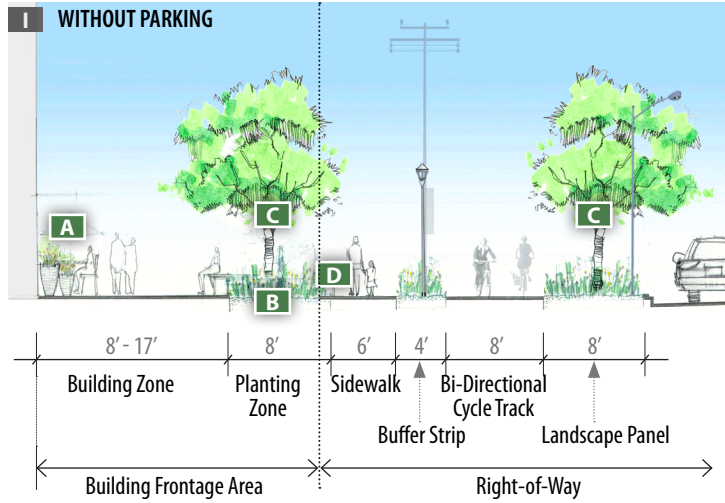 I WITHOUT PARKING
C
C
A
D
B
8’ - 17’ 8’ 6’ 4’ 8’ 8’
Building Zone
Planting
Zone
Sidewalk
Bi-Directional
Cycle Track
Buffer Strip
Landscape Panel
Building Frontage Area
Right-of-Way